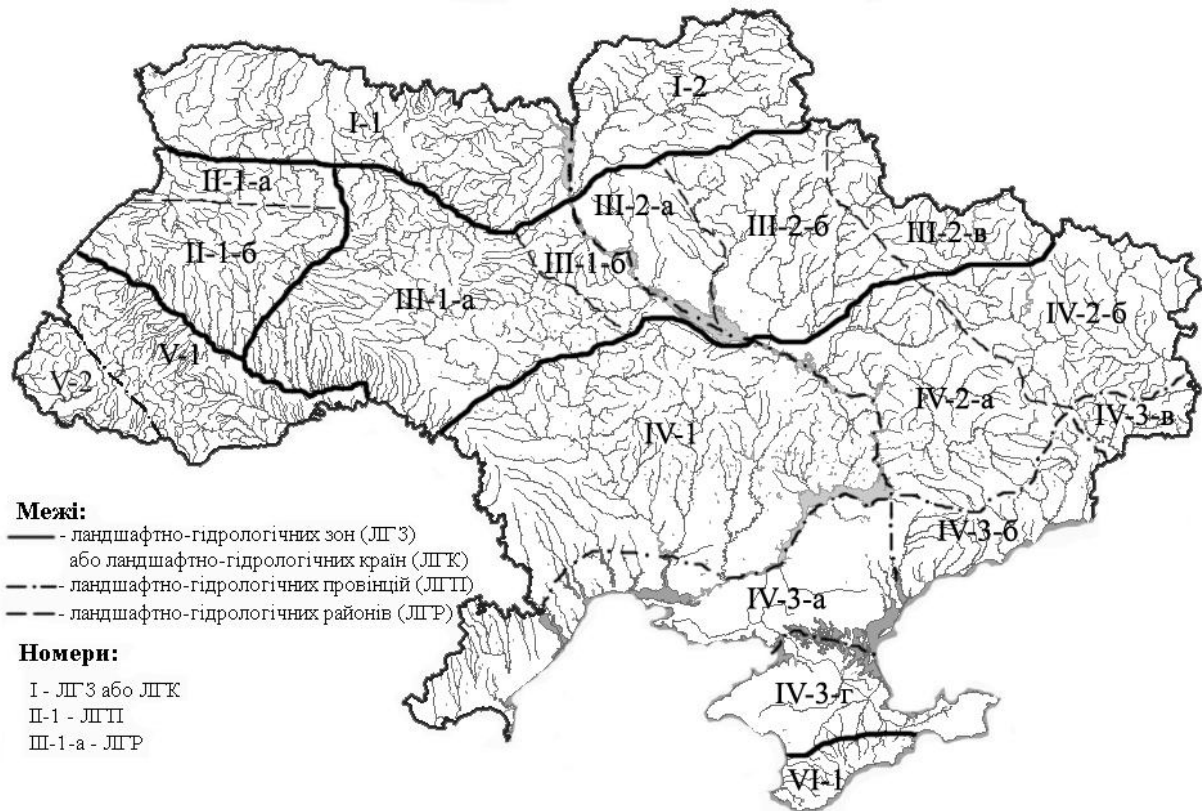 I-2
I-1
II-1-а
III-2-а
III-2-б
III-2-в
II-1-б
III-1-б
III-1-а
IV-2-б
V-1
V-2
IV-2-а
IV-3-в
IV-1
IV-3-б
IV-3-а
IV-3-г
VI-1
Межі:
- ландшафтно-гідрологічних зон (ЛГЗ)
або ландшафтно-гідрологічних країн (ЛГК)
- ландшафтно-гідрологічних провінцій (ЛГП)
- ландшафтно-гідрологічних районів (ЛГР)
Номери:
I - ЛГЗ або ЛГК
II-1 - ЛГП
III-1-а - ЛГР